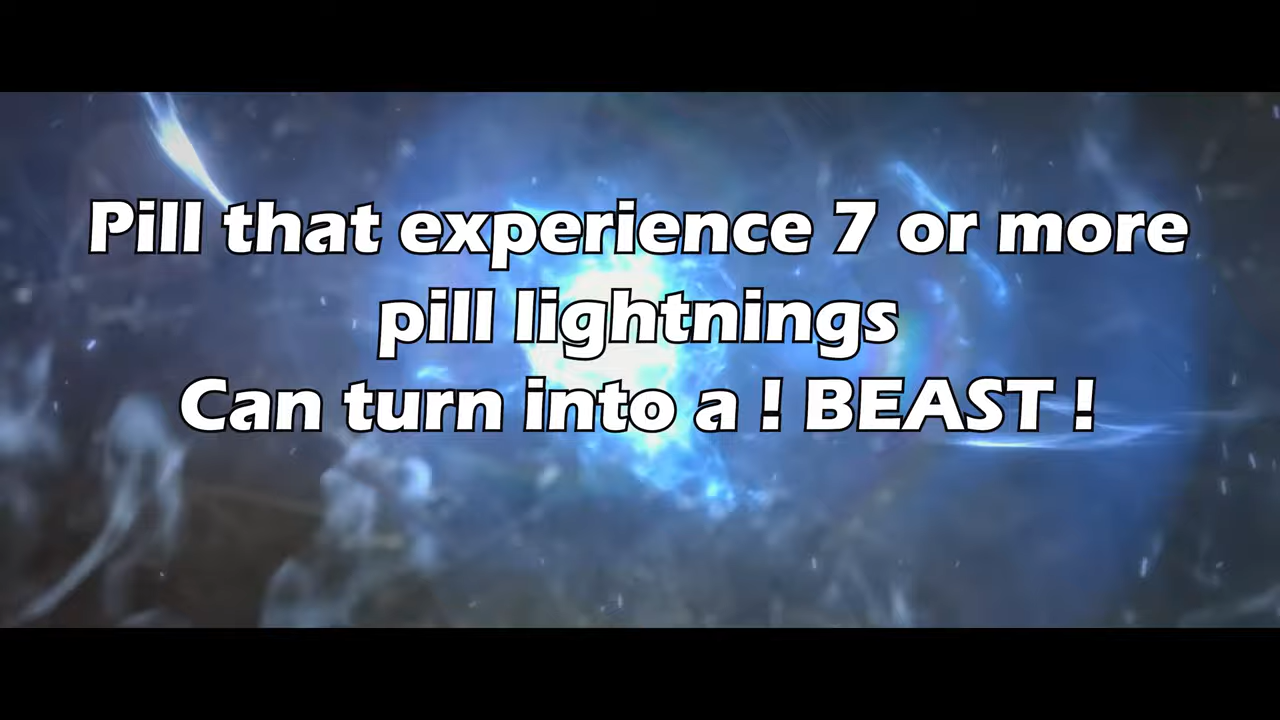 Pill that experience 7 or more
pill lightnings
Can turn into a ! BEAST !